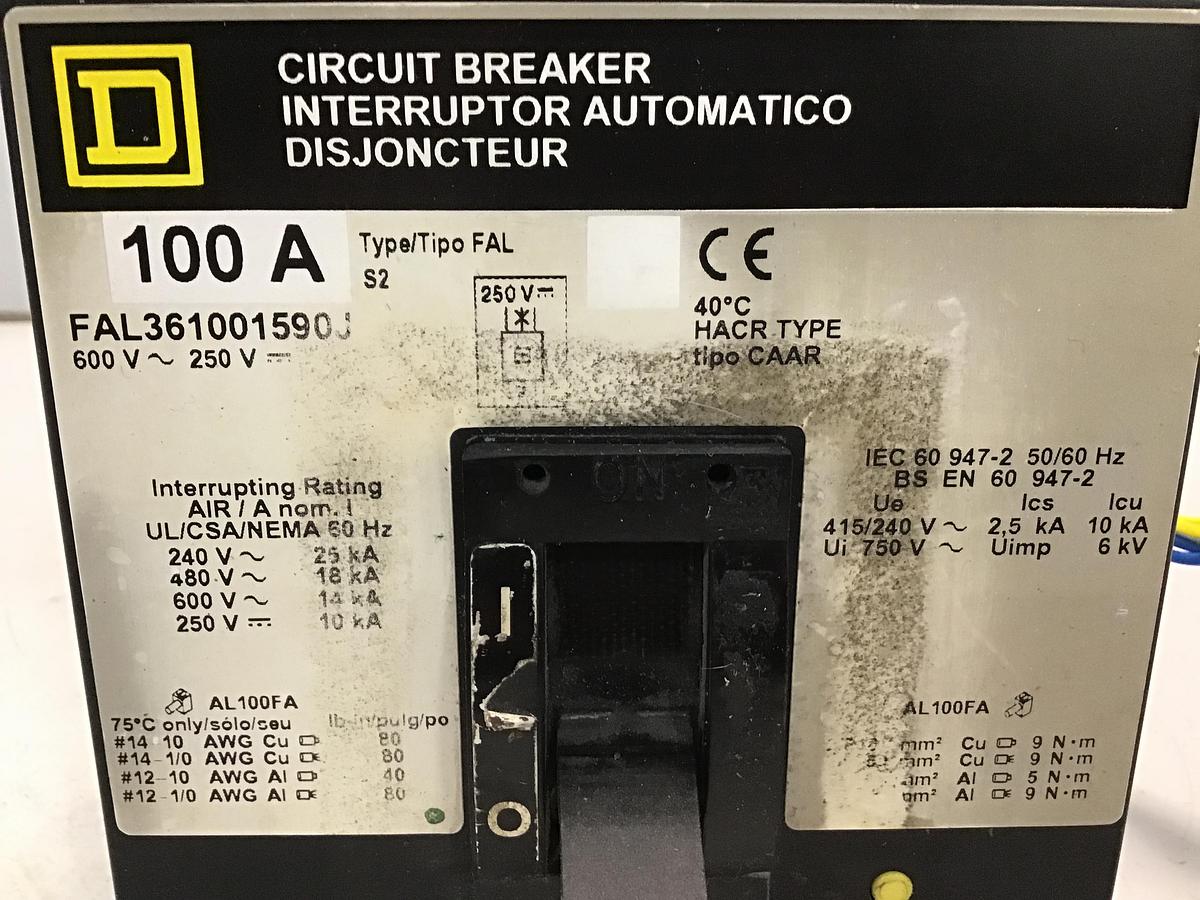 D
CIRCUIT BREAKER
INTERRUPTOR AUTOMATICO
DISJONCTEUR
100 A
Type/Tipo FAL
S2
FAL361001590J
600 V ~ 250 V ⎓
250 V ⎓
CE
40°C
HACR TYPE
tipo CAAR
ON
Interrupting Rating
AIR / A nom. I
UL/CSA/NEMA 60 Hz
240 V ~ 25 kA
480 V ~ 18 kA
600 V ~ 14 kA
250 V ⎓ 10 kA
IEC 60 947-2 50/60 Hz
BS EN 60 947-2
Ue Ics Icu
415/240 V ~ 2,5 kA 10 kA
Ui 750 V ~ Uimp 6 kV
I
AL100FA
75°C only/sólo/seu lb-in/pulg/po
#14-10 AWG Cu 80
#14-1/0 AWG Cu 80
#12-10 AWG Al 40
#12-1/0 AWG Al 80
O
AL100FA
mm² Cu 9 N·m
mm² Cu 9 N·m
mm² Al 5 N·m
mm² Al 9 N·m